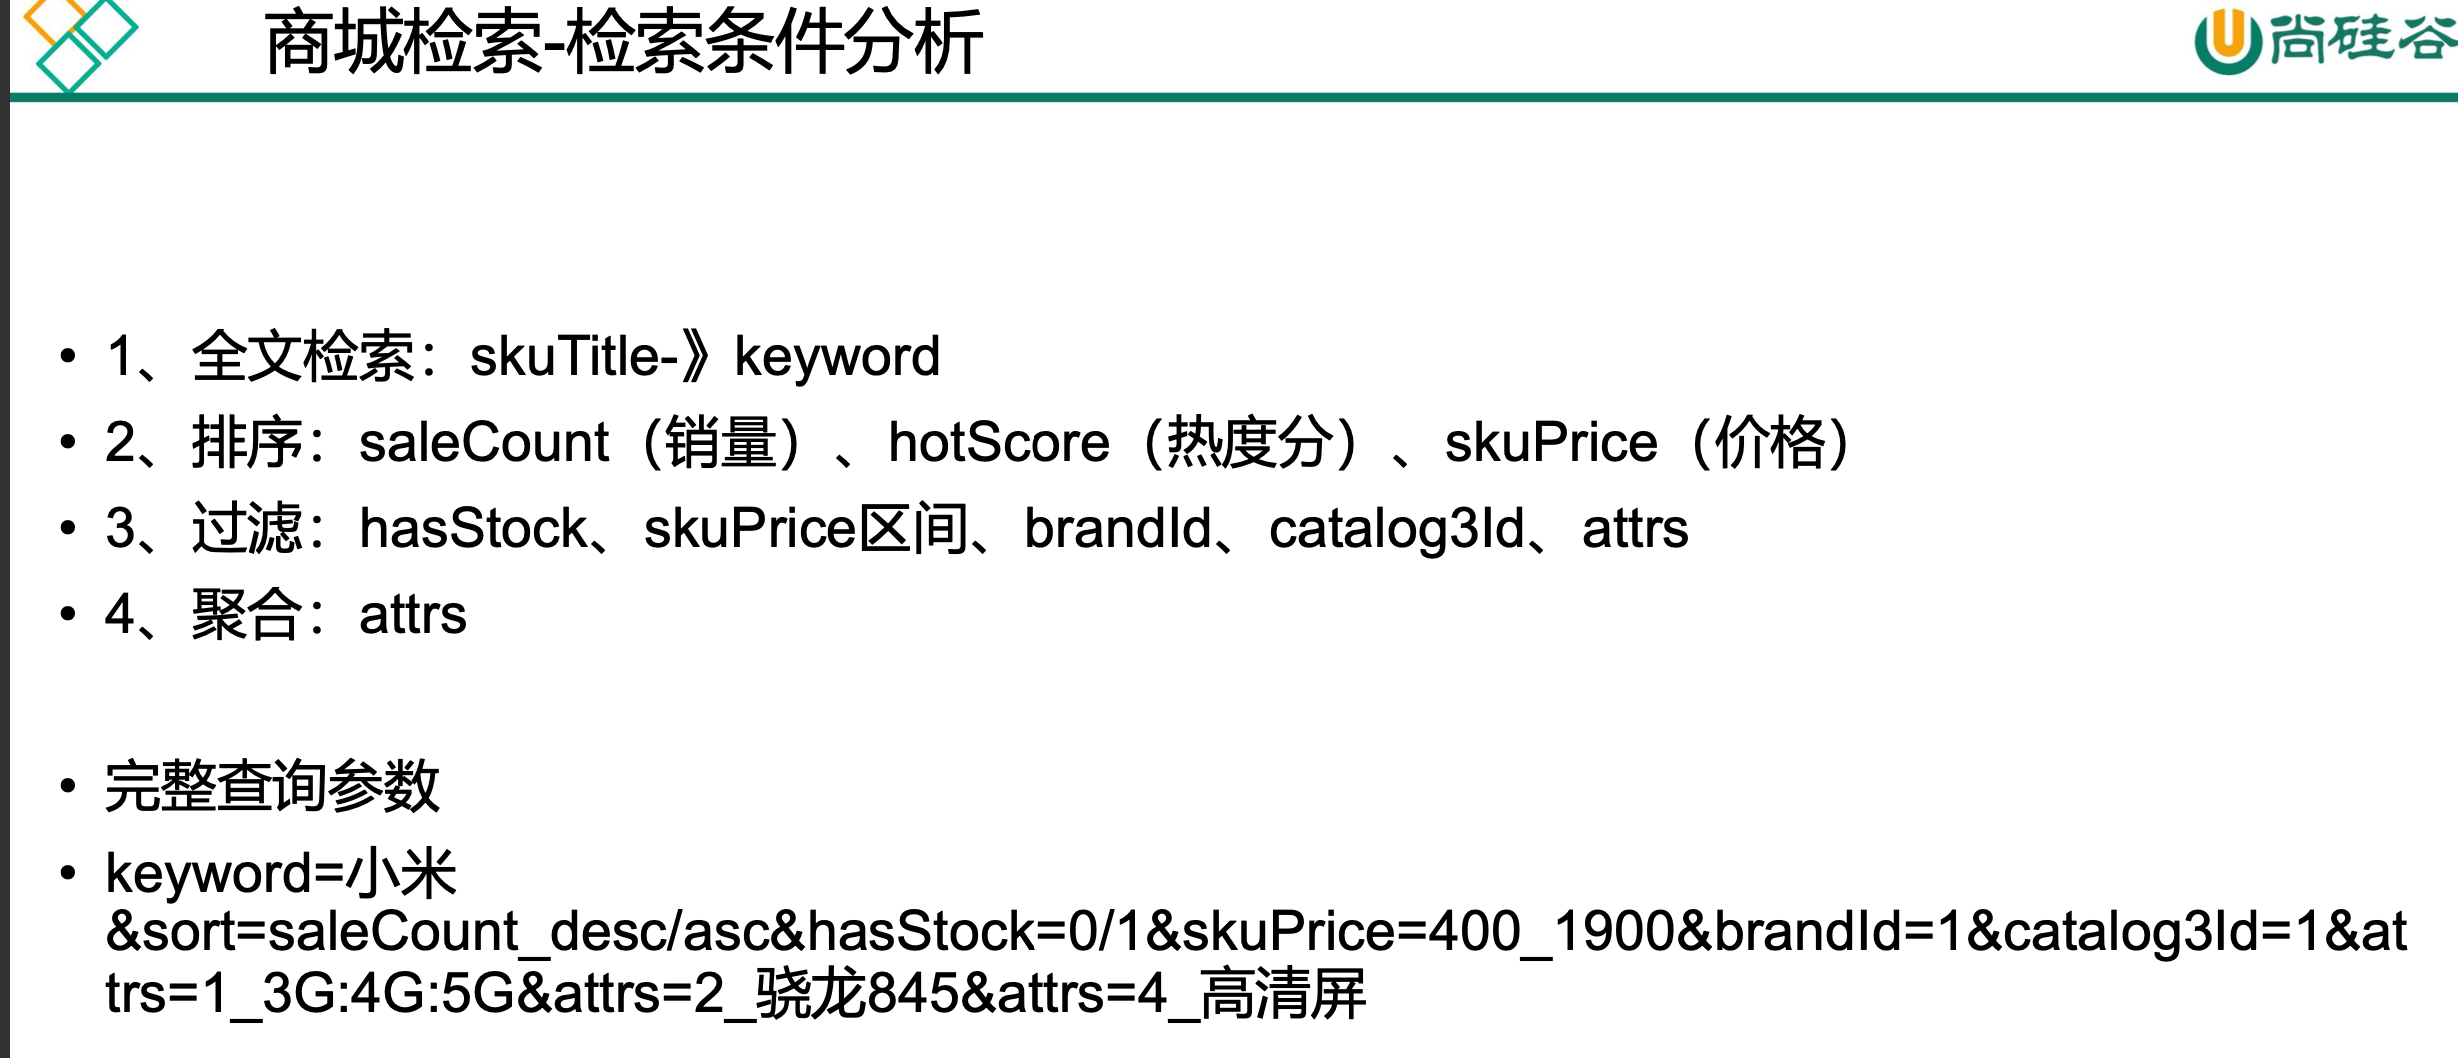 商城检索-检索条件分析
尚硅谷
• 1、全文检索：skuTitle-》keyword
• 2、排序：saleCount（销量）、hotScore（热度分）、skuPrice（价格）
• 3、过滤：hasStock、skuPrice区间、brandId、catalog3Id、attrs
• 4、聚合：attrs
• 完整查询参数
• keyword=小米
&sort=saleCount_desc/asc&hasStock=0/1&skuPrice=400_1900&brandId=1&catalog3Id=1&at
trs=1_3G:4G:5G&attrs=2_骁龙845&attrs=4_高清屏